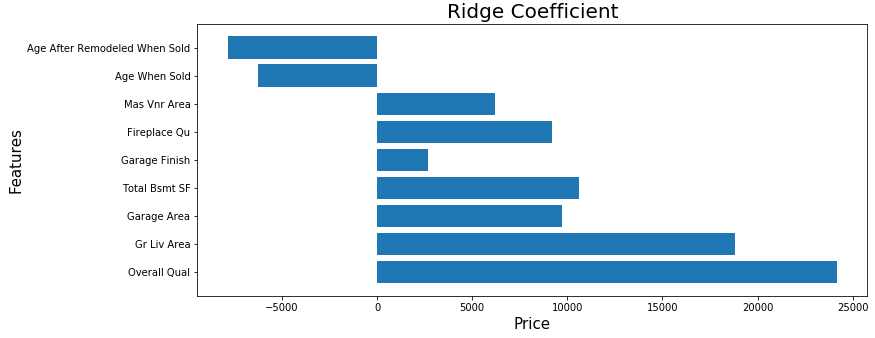 Ridge Coefficient
Features
Age After Remodeled When Sold
Age When Sold
Mas Vnr Area
Fireplace Qu
Garage Finish
Total Bsmt SF
Garage Area
Gr Liv Area
Overall Qual
−5000 0 5000 10000 15000 20000 25000
Price